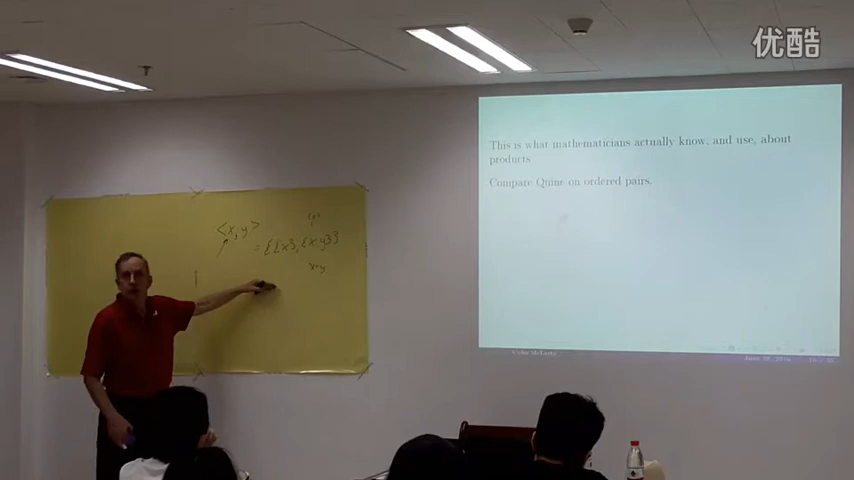 优酷
This is what mathematicians actually know, and use, about
products.
Compare Quine on ordered pairs.
<x, y>
= {{x},{x,y}}